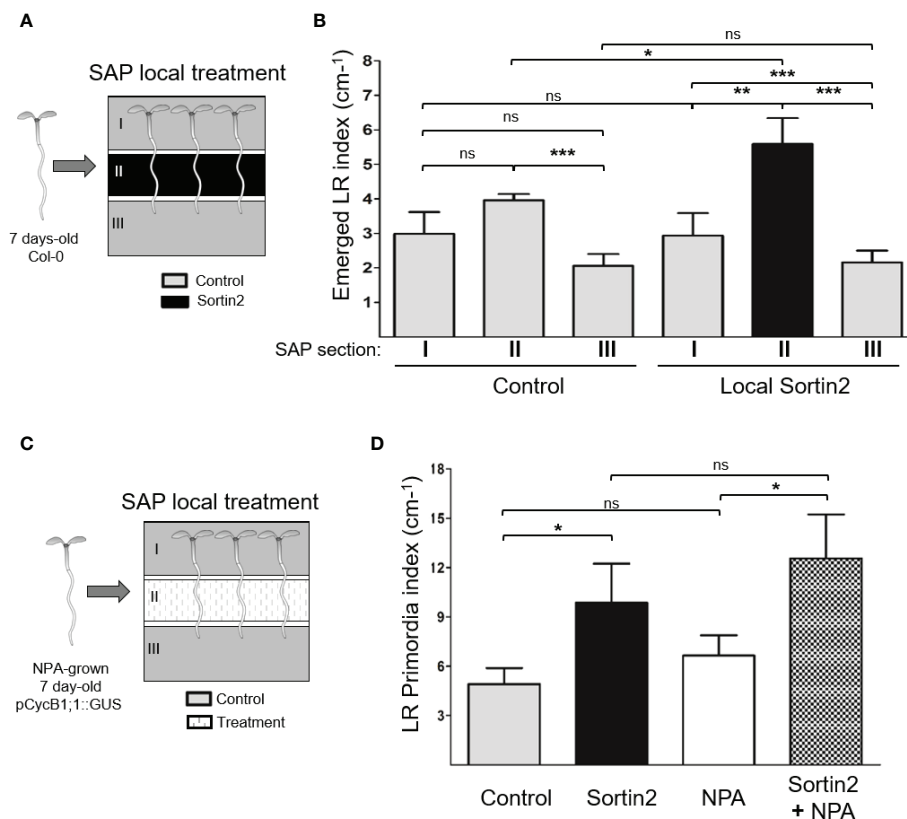 A
SAP local treatment
I
II
III
7 days-old
Col-0
Control
Sortin2
B
Emerged LR index (cm-1)
8
7
6
5
4
3
2
1
ns
*
***
ns
**
***
ns
ns
***
SAP section:
I
II
III
I
II
III
Control
Local Sortin2
C
SAP local treatment
I
II
III
NPA-grown
7 day-old
pCycB1;1::GUS
Control
Treatment
D
LR Primordia index (cm-1)
18
15
12
9
6
3
ns
ns
*
*
Control
Sortin2
NPA
Sortin2
+ NPA